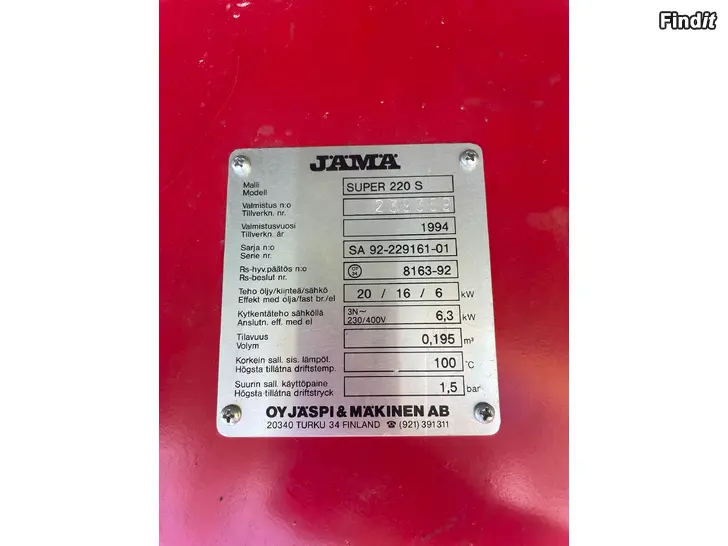 Findit
JÄMÄ
Malli
Modell
SUPER 220 S
Valmistus n:o
Tillverkn. nr.
Valmistusvuosi
Tillverkn. år
1994
Sarja n:o
Serie nr.
SA 92-229161-01
Rs-hyv.päätös n:o
Rs-beslut nr.
8163-92
Teho öljy/kiinteä/sähkö
Effekt med olja/fast br./el
20 / 16 / 6 kW
Kytkentäteho sähköllä
Anslutn. eff. med el
3N~
230/400V
6,3 kW
Tilavuus
Volym
0,195 m³
Korkein sall. sis. lämpöt.
Högsta tillåtna driftstemp.
100 °C
Suurin sall. käyttöpaine
Högsta tillåtna driftstryck
1,5 bar
OY JÄSPI & MÄKINEN AB
20340 TURKU 34 FINLAND ☎ (921) 391311